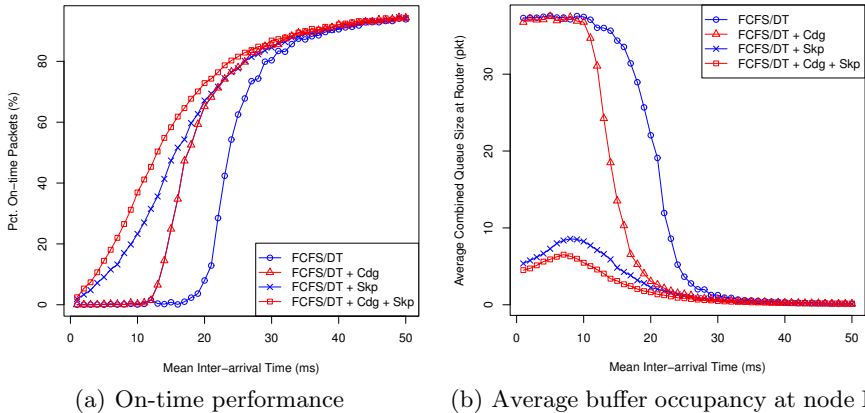 Pct. On-time Packets (%)
0 20 40 60 80
FCFS/DT
FCFS/DT + Cdg
FCFS/DT + Skp
FCFS/DT + Cdg + Skp
0 10 20 30 40 50
Mean Inter-arrival Time (ms)
(a) On-time performance
Average Combined Queue Size at Router (pkt)
0 10 20 30
FCFS/DT
FCFS/DT + Cdg
FCFS/DT + Skp
FCFS/DT + Cdg + Skp
0 10 20 30 40 50
Mean Inter-arrival Time (ms)
(b) Average buffer occupancy at node